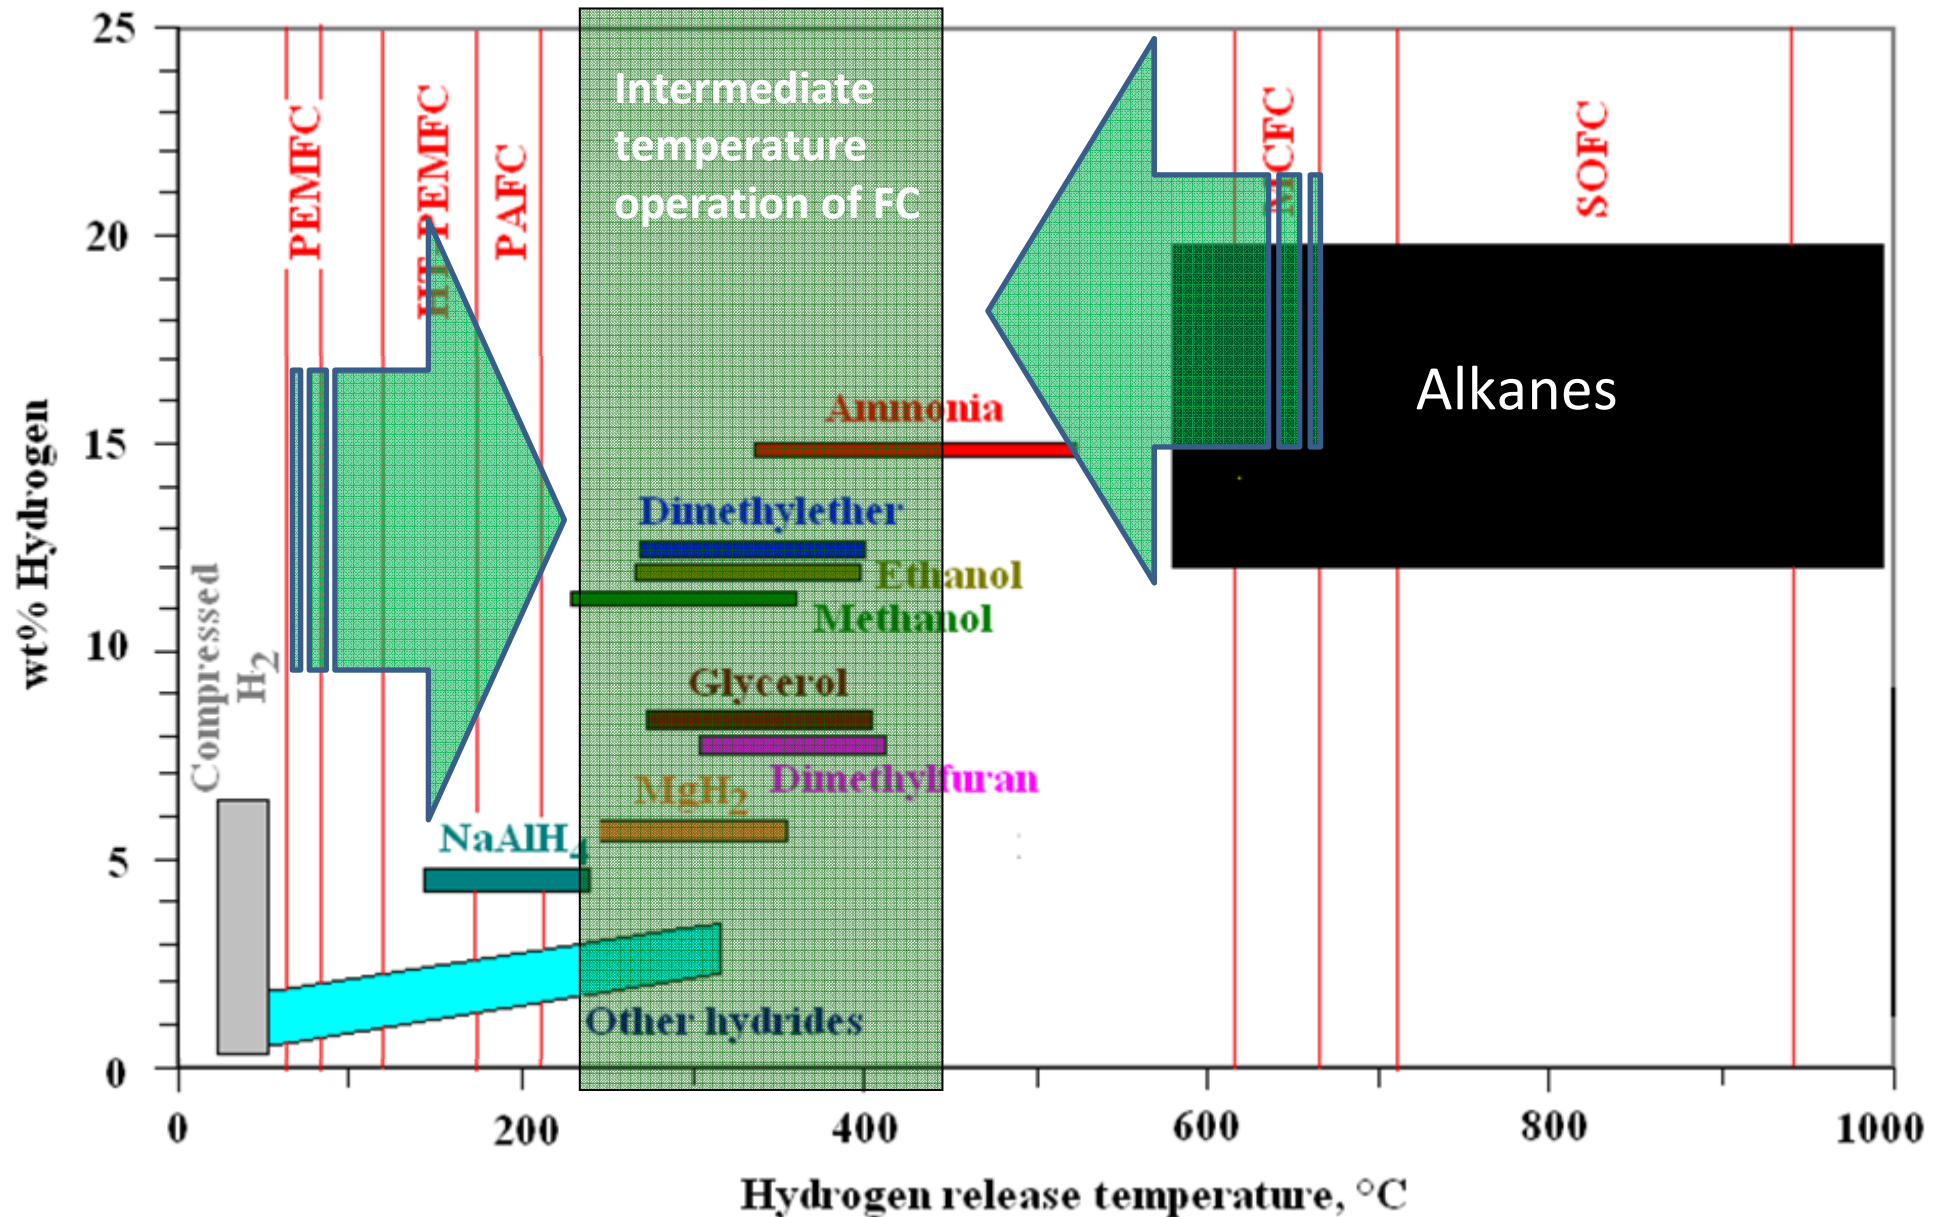 25
20
15
10
5
0
wt% Hydrogen
PEMFC
HT PEMFC
PAFC
Intermediate
temperature
operation of FC
MCFC
SOFC
Alkanes
Ammonia
Dimethylether
Ethanol
Methanol
Glycerol
Dimethylfuran
MgH2
NaAlH4
Compressed
H2
Other hydrides
0
200
400
600
800
1000
Hydrogen release temperature, °C